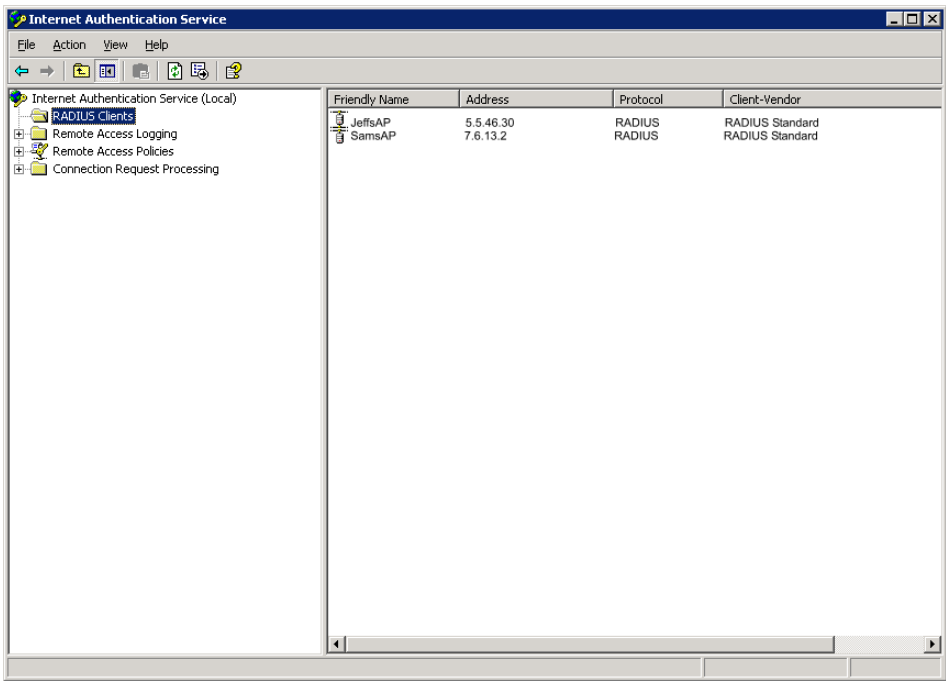 Internet Authentication Service
File Action View Help
Internet Authentication Service (Local)
RADIUS Clients
Remote Access Logging
Remote Access Policies
Connection Request Processing
Friendly Name Address Protocol Client-Vendor
JeffsAP 5.5.46.30 RADIUS RADIUS Standard
SamsAP 7.6.13.2 RADIUS RADIUS Standard